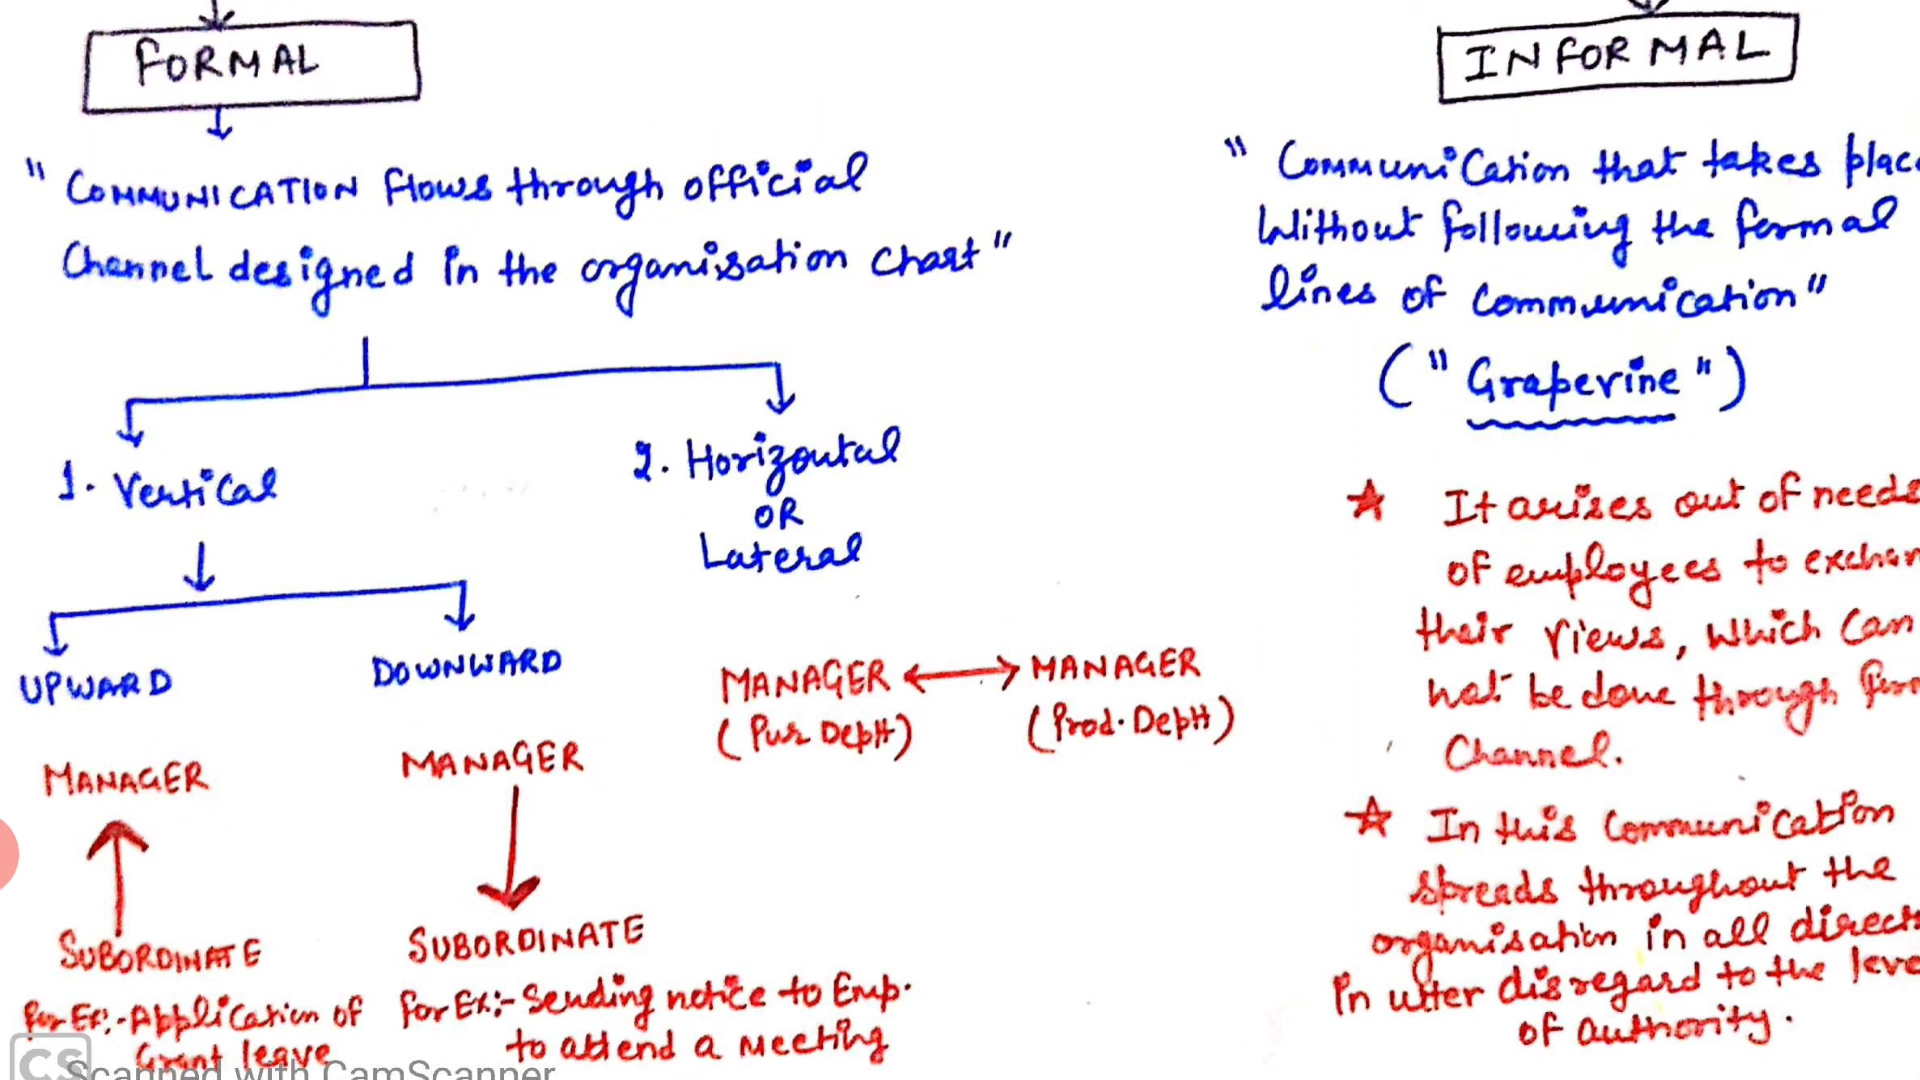 FORMAL
" COMMUNICATION flows through official
Channel designed in the organisation chart "
1. Vertical
UPWARD
DOWNWARD
MANAGER
SUBORDINATE
for Ex:- Application of
Grant leave
MANAGER
SUBORDINATE
for Ex:- Sending notice to Emp.
to attend a Meeting
2. Horizontal
OR
Lateral
MANAGER
(Pur Deptt)
MANAGER
(Prod. Deptt)
INFORMAL
" Communication that takes plac
Without following the formal
lines of communication "
(" Grapevine ")
It arises out of needs
of employees to exchan
their views, which can
not be done through for
Channel.
In this Communication
spreads throughout the
organisation in all direct
in utter disregard to the leve
of authority.
CS
Scanned with CamScanner